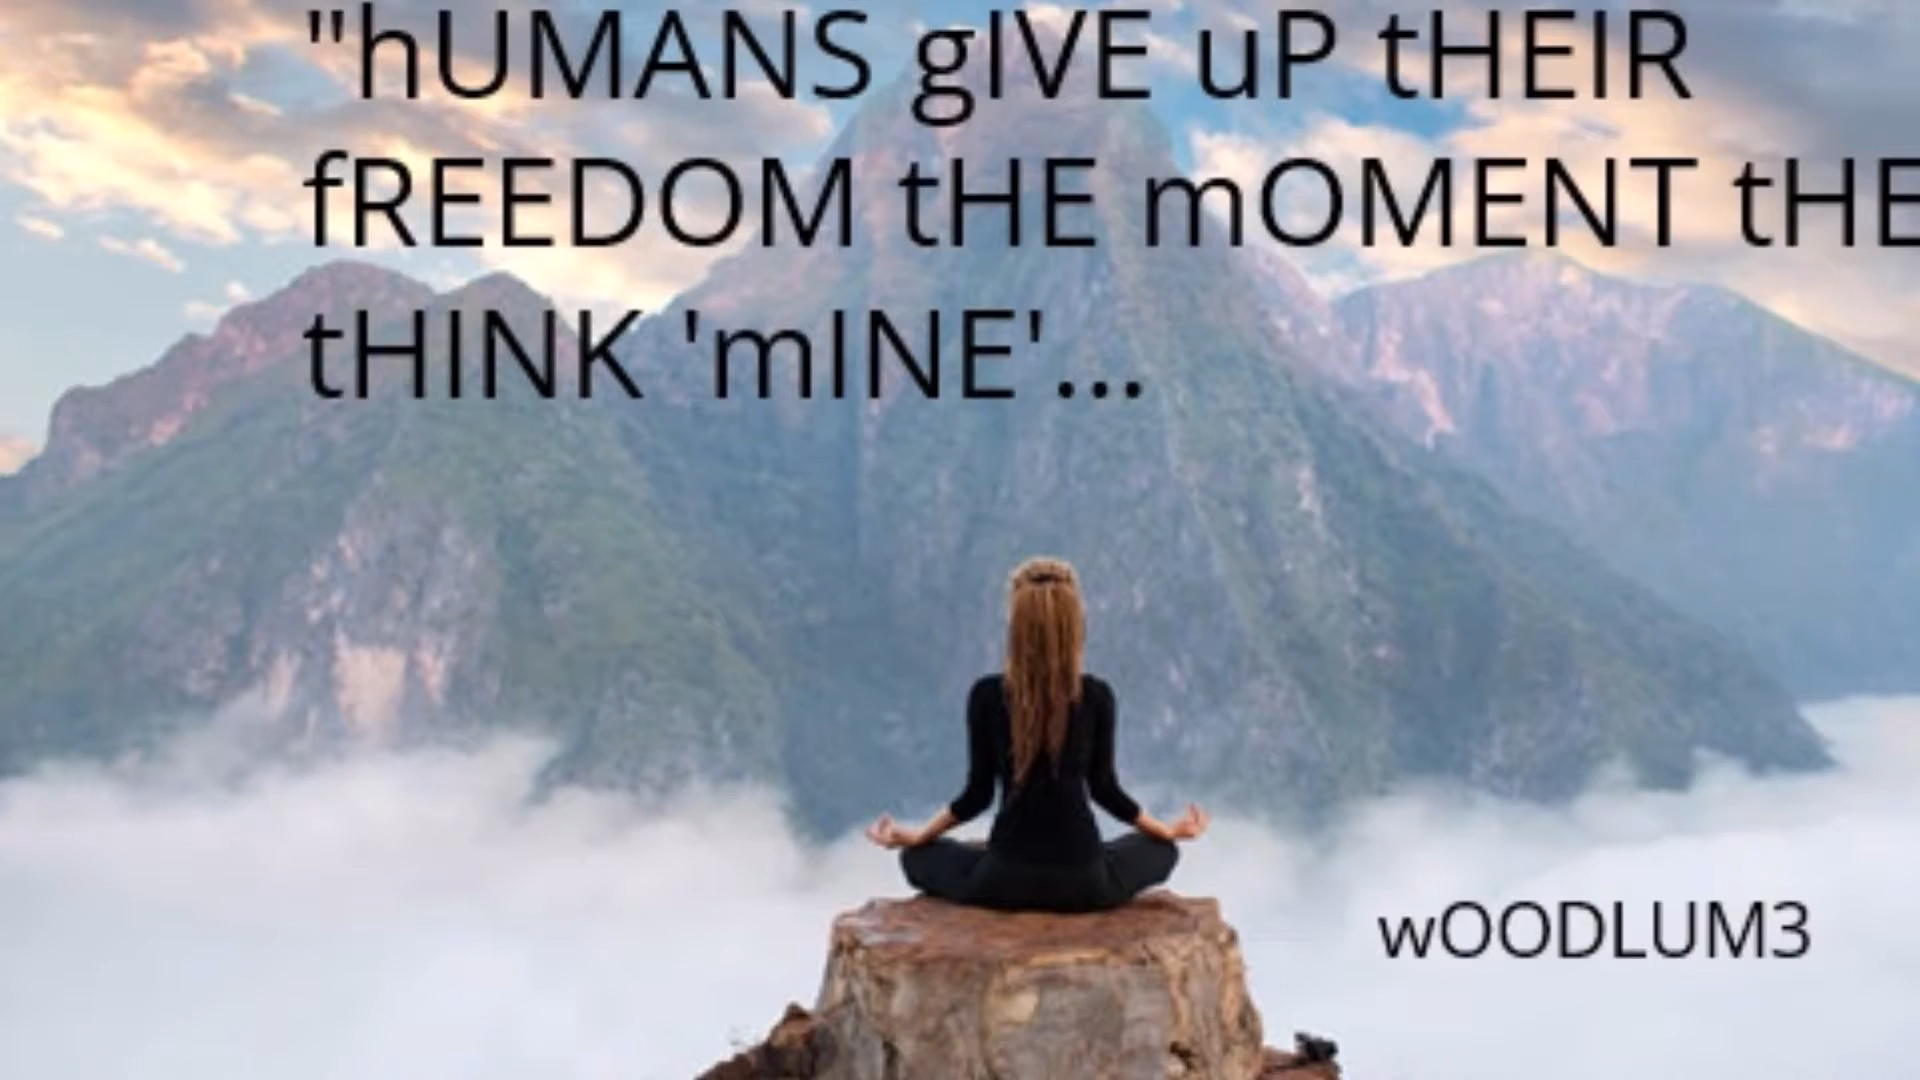 "hUMANS gIVE uP tHEIR
fREEDOM tHE mOMENT tHE
tHINK 'mINE'...
wOODLUM3